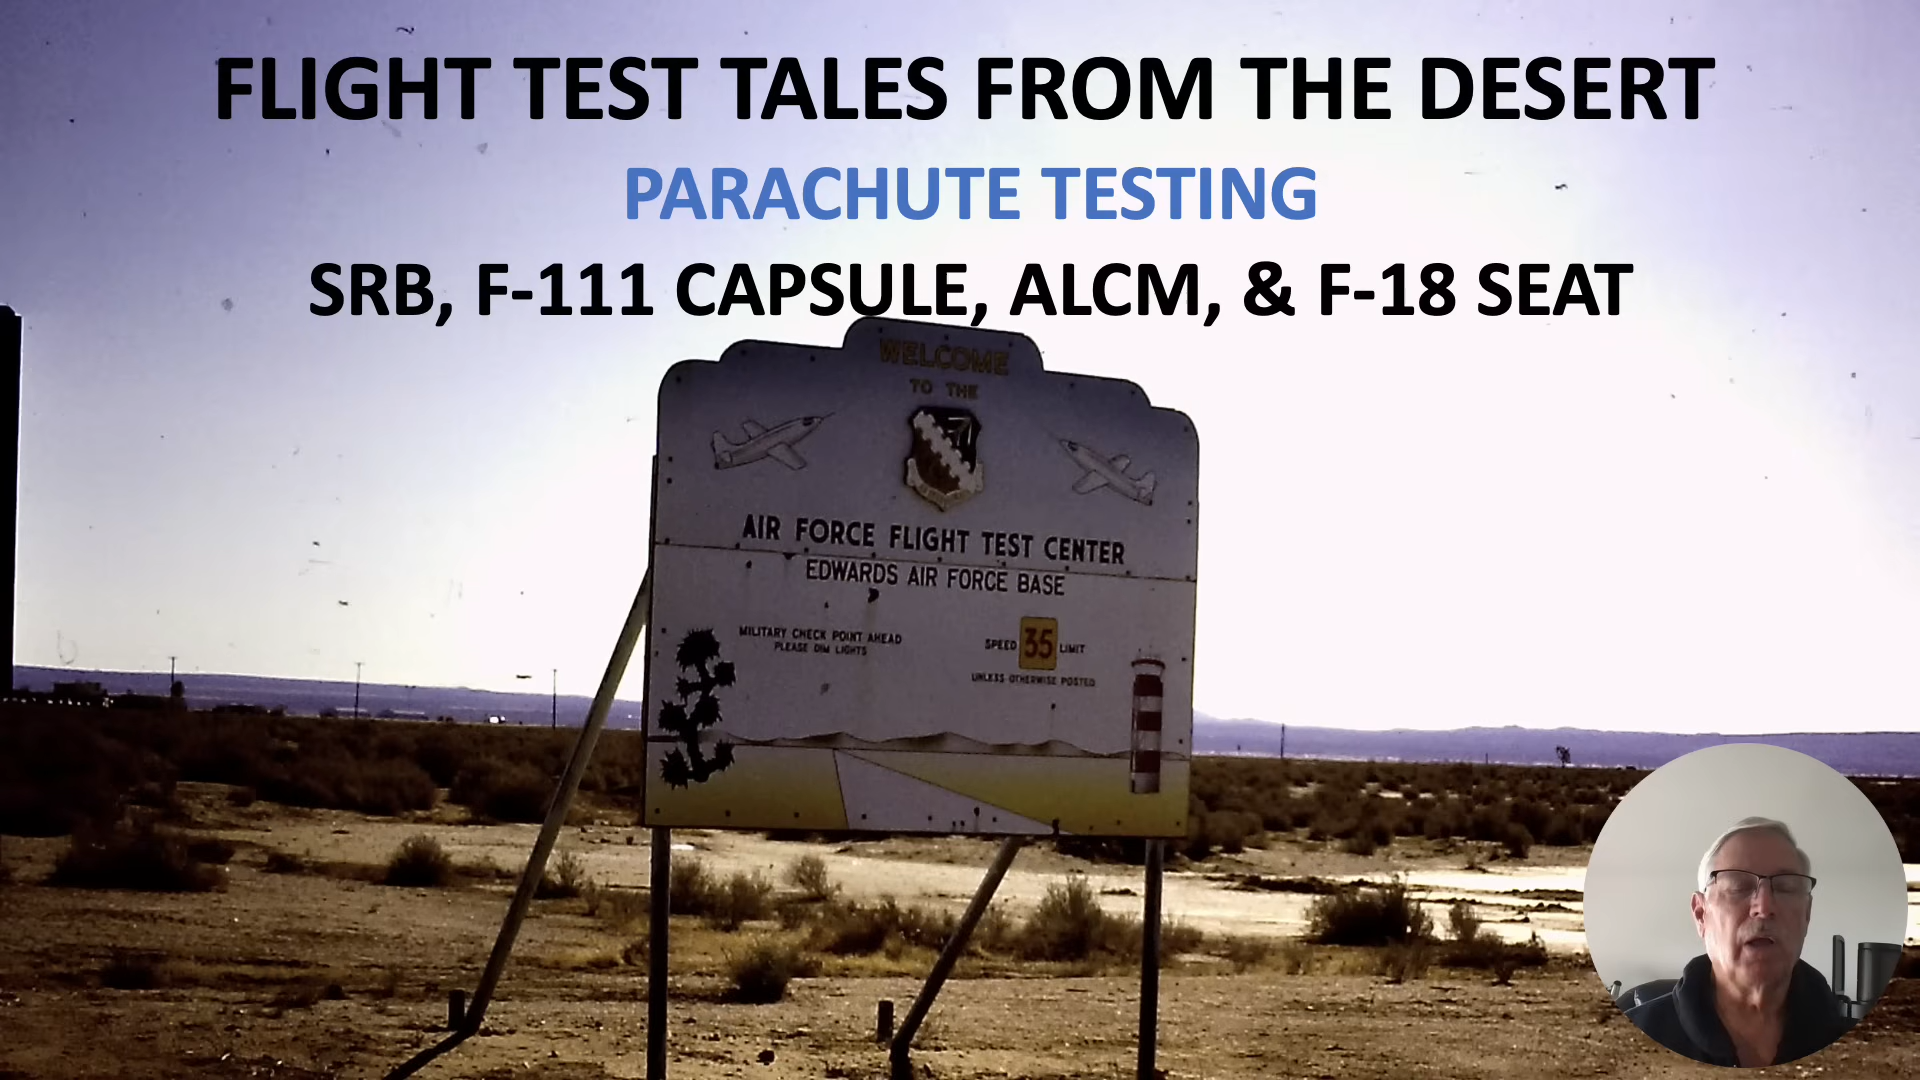 FLIGHT TEST TALES FROM THE DESERT
PARACHUTE TESTING
SRB, F-111 CAPSULE, ALCM, & F-18 SEAT
WELCOME
TO THE
AIR FORCE FLIGHT TEST CENTER
EDWARDS AIR FORCE BASE
MILITARY CHECK POINT AHEAD
PLEASE DIM LIGHTS
SPEED 35 LIMIT
UNLESS OTHERWISE POSTED